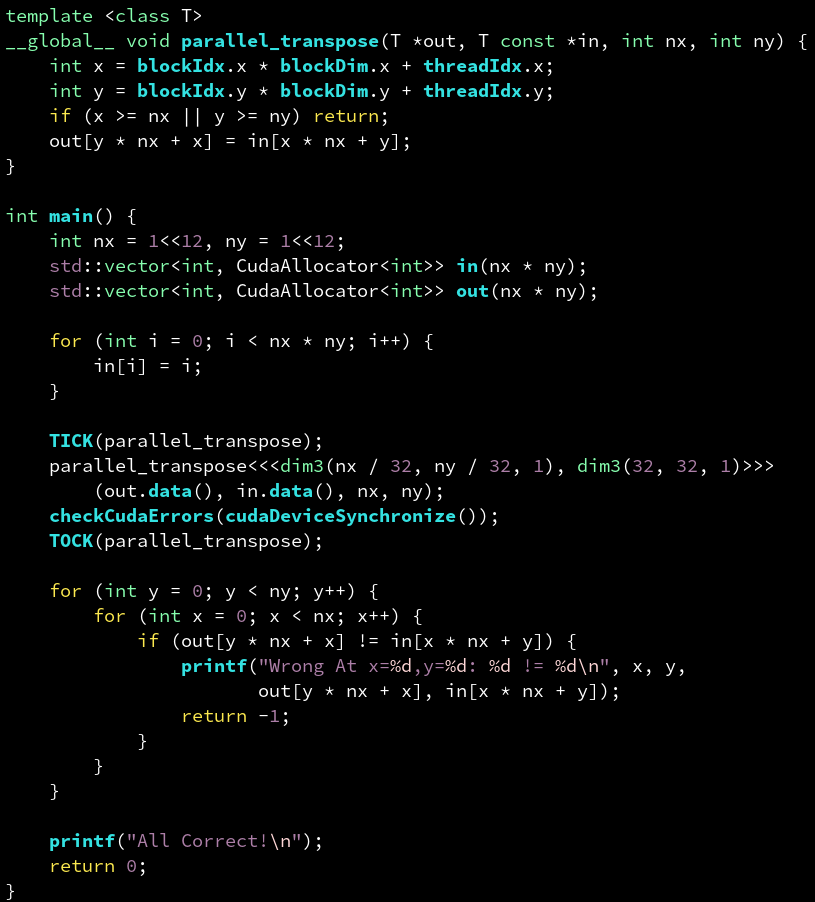 template <class T>
__global__ void parallel_transpose(T *out, T const *in, int nx, int ny) {
    int x = blockIdx.x * blockDim.x + threadIdx.x;
    int y = blockIdx.y * blockDim.y + threadIdx.y;
    if (x >= nx || y >= ny) return;
    out[y * nx + x] = in[x * nx + y];
}

int main() {
    int nx = 1<<12, ny = 1<<12;
    std::vector<int, CudaAllocator<int>> in(nx * ny);
    std::vector<int, CudaAllocator<int>> out(nx * ny);

    for (int i = 0; i < nx * ny; i++) {
        in[i] = i;
    }

    TICK(parallel_transpose);
    parallel_transpose<<<dim3(nx / 32, ny / 32, 1), dim3(32, 32, 1)>>>
        (out.data(), in.data(), nx, ny);
    checkCudaErrors(cudaDeviceSynchronize());
    TOCK(parallel_transpose);

    for (int y = 0; y < ny; y++) {
        for (int x = 0; x < nx; x++) {
            if (out[y * nx + x] != in[x * nx + y]) {
                printf("Wrong At x=%d,y=%d: %d != %d\n", x, y,
                       out[y * nx + x], in[x * nx + y]);
                return -1;
            }
        }
    }

    printf("All Correct!\n");
    return 0;
}